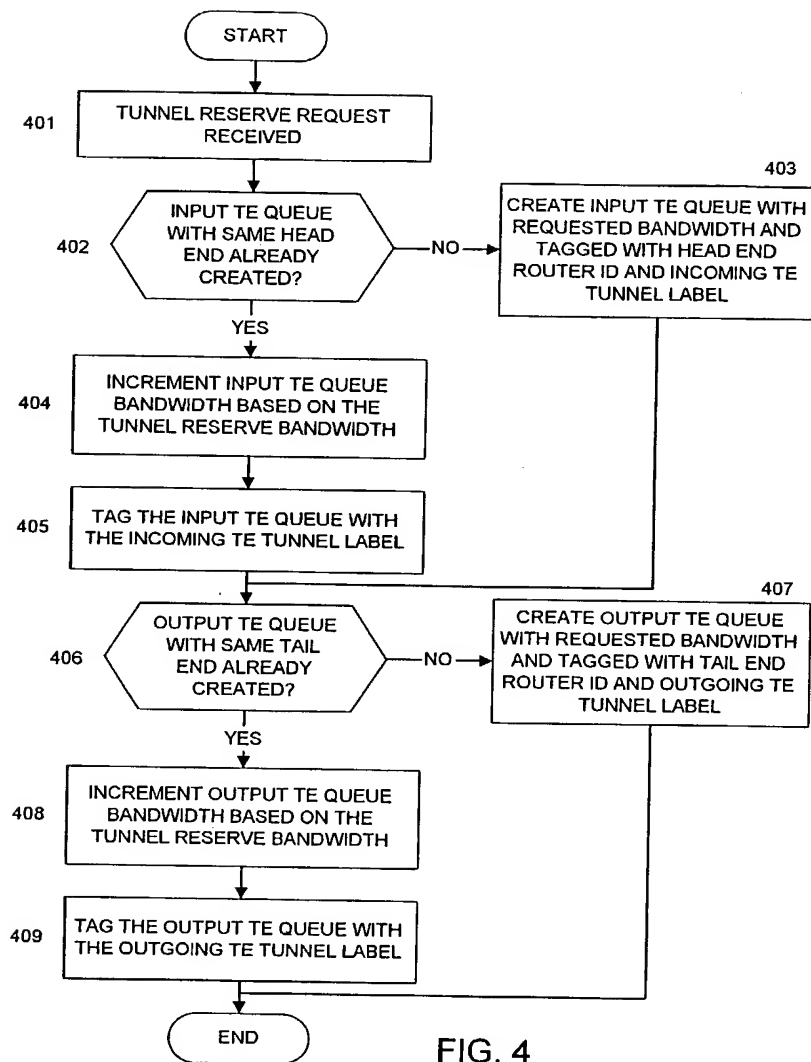 START
401
TUNNEL RESERVE REQUEST
RECEIVED
402
INPUT TE QUEUE
WITH SAME HEAD
END ALREADY
CREATED?
NO
403
CREATE INPUT TE QUEUE WITH
REQUESTED BANDWIDTH AND
TAGGED WITH HEAD END
ROUTER ID AND INCOMING TE
TUNNEL LABEL
YES
404
INCREMENT INPUT TE QUEUE
BANDWIDTH BASED ON THE
TUNNEL RESERVE BANDWIDTH
405
TAG THE INPUT TE QUEUE WITH
THE INCOMING TE TUNNEL LABEL
406
OUTPUT TE QUEUE
WITH SAME TAIL
END ALREADY
CREATED?
NO
407
CREATE OUTPUT TE QUEUE
WITH REQUESTED BANDWIDTH
AND TAGGED WITH TAIL END
ROUTER ID AND OUTGOING TE
TUNNEL LABEL
YES
408
INCREMENT OUTPUT TE QUEUE
BANDWIDTH BASED ON THE
TUNNEL RESERVE BANDWIDTH
409
TAG THE OUTPUT TE QUEUE WITH
THE OUTGOING TE TUNNEL LABEL
END
FIG. 4